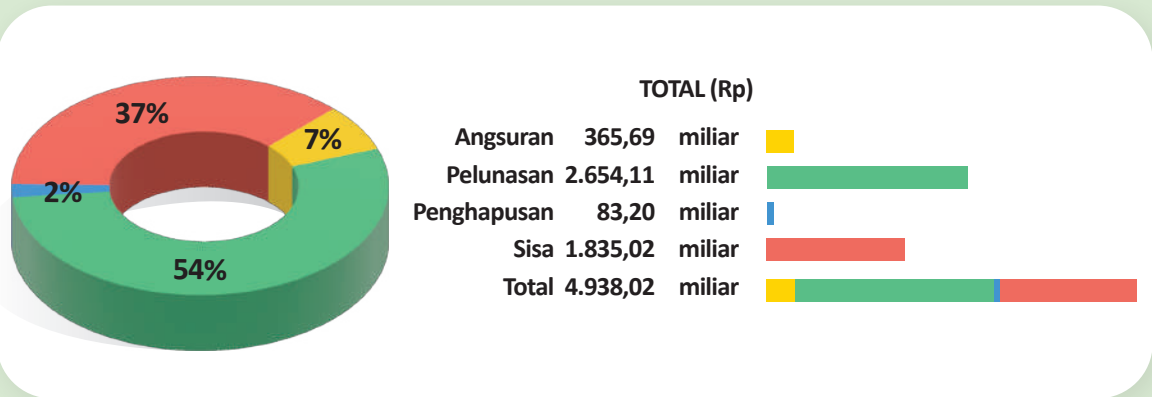 37%
7%
2%
54%
TOTAL (Rp)
Angsuran 365,69 miliar
Pelunasan 2.654,11 miliar
Penghapusan 83,20 miliar
Sisa 1.835,02 miliar
Total 4.938,02 miliar